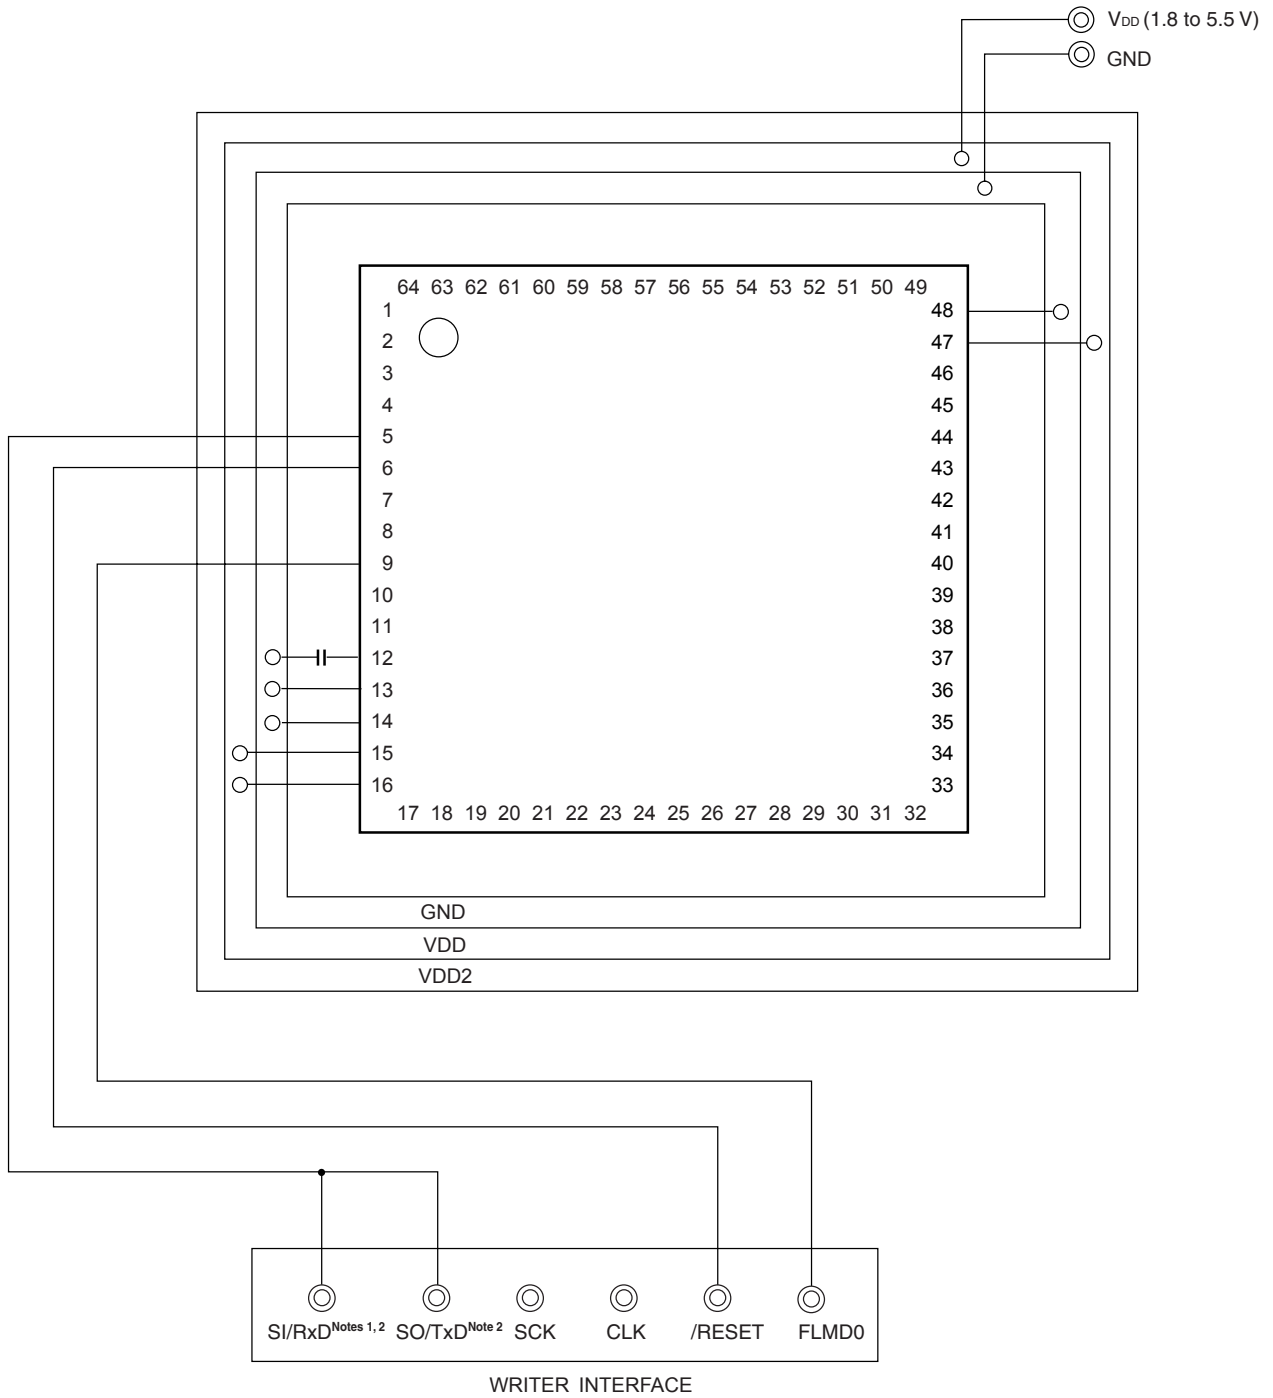 VDD (1.8 to 5.5 V)
GND
64 63 62 61 60 59 58 57 56 55 54 53 52 51 50 49
1 48
2 47
3 46
4 45
5 44
6 43
7 42
8 41
9 40
10 39
11 38
12 37
13 36
14 35
15 34
16 33
17 18 19 20 21 22 23 24 25 26 27 28 29 30 31 32
GND
VDD
VDD2
SI/RxD Notes 1, 2 SO/TxD Note 2 SCK CLK /RESET FLMD0
WRITER INTERFACE